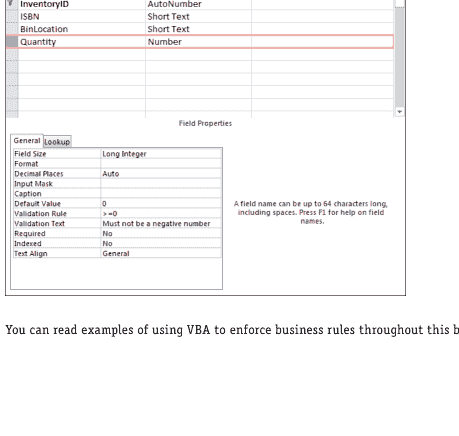 InventoryID AutoNumber
ISBN Short Text
BinLocation Short Text
Quantity Number
Field Properties
General Lookup
Field Size Long Integer
Format
Decimal Places Auto
Input Mask
Caption
Default Value 0
Validation Rule >=0
Validation Text Must not be a negative number
Required No
Indexed No
Text Align General
A field name can be up to 64 characters long,
including spaces. Press F1 for help on field
names.
You can read examples of using VBA to enforce business rules throughout this b